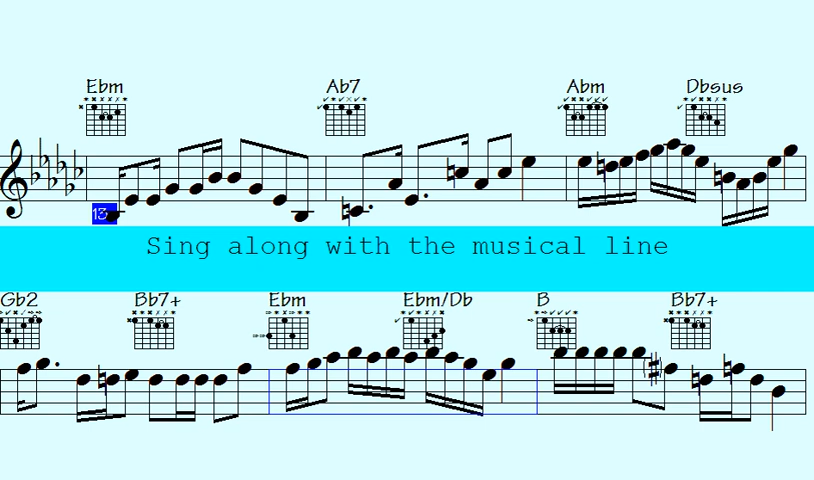 Ebm Ab7 Abm Dbsus
13
Sing along with the musical line
Gb2 Bb7+ Ebm Ebm/Db B Bb7+